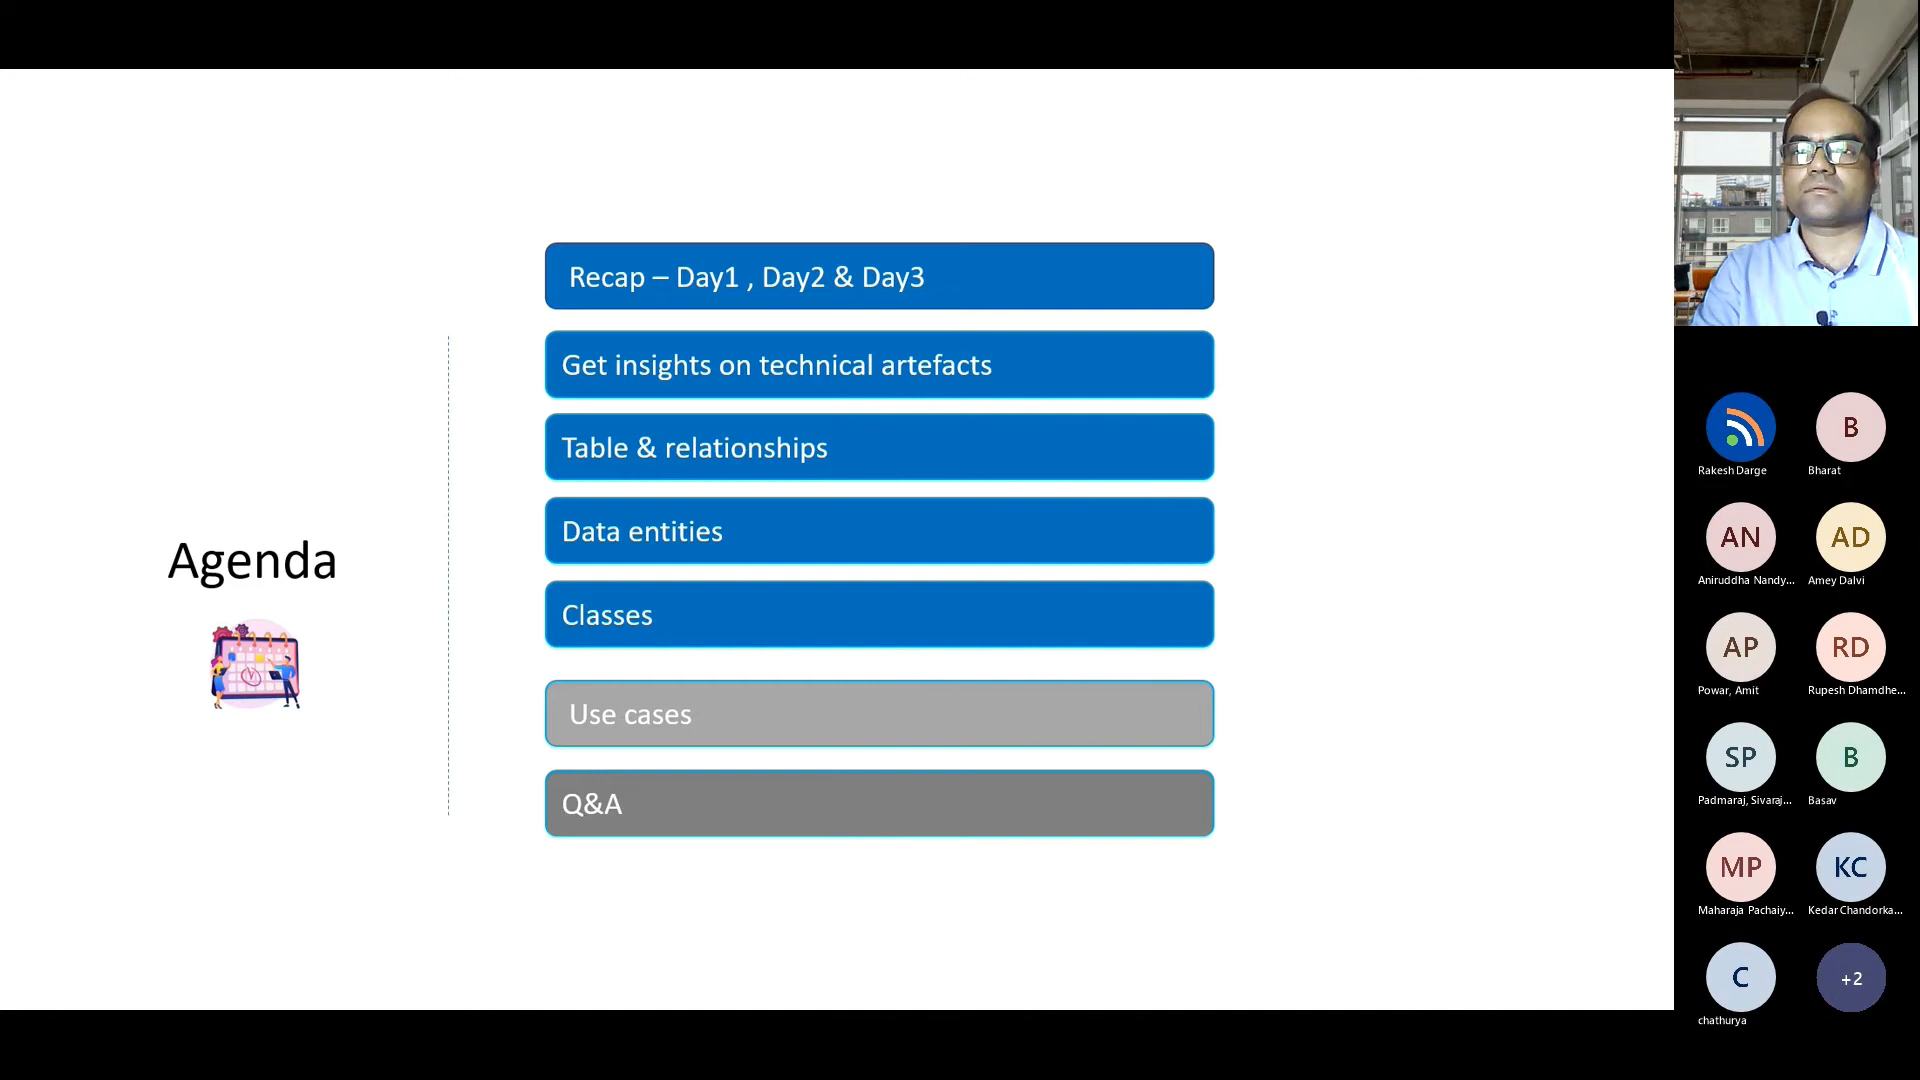 Agenda
Recap – Day1 , Day2 & Day3
Get insights on technical artefacts
Table & relationships
Data entities
Classes
Use cases
Q&A
Rakesh Darge
B
Bharat
AN
Aniruddha Nandy...
AD
Amey Dalvi
AP
Powar, Amit
RD
Rupesh Dhamdhe...
SP
Padmaraj, Sivaraj...
B
Basav
MP
Maharaja Pachaiy...
KC
Kedar Chandorka...
C
chathurya
+2